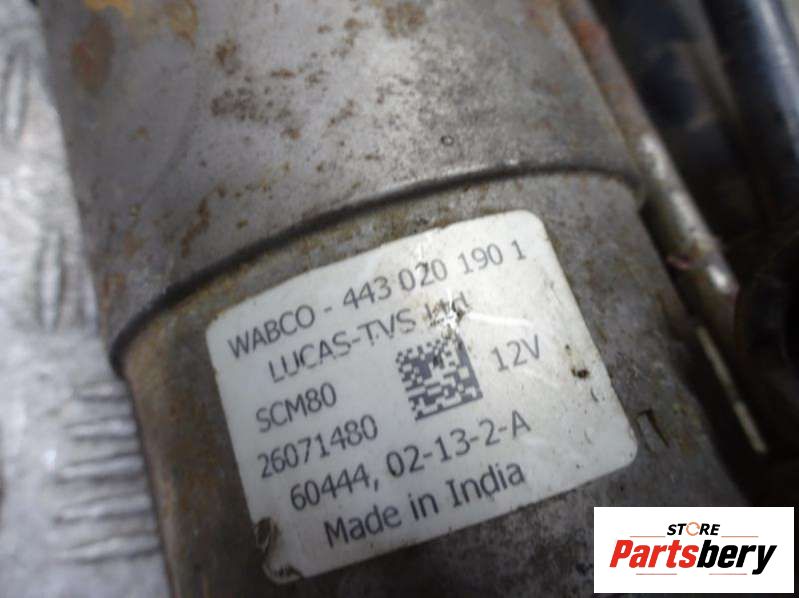 WABCO - 443 020 190 1
LUCAS-TVS Ltd
SCM80
12V
26071480
60444, 02-13-2-A
Made in India
STORE
Partsbery